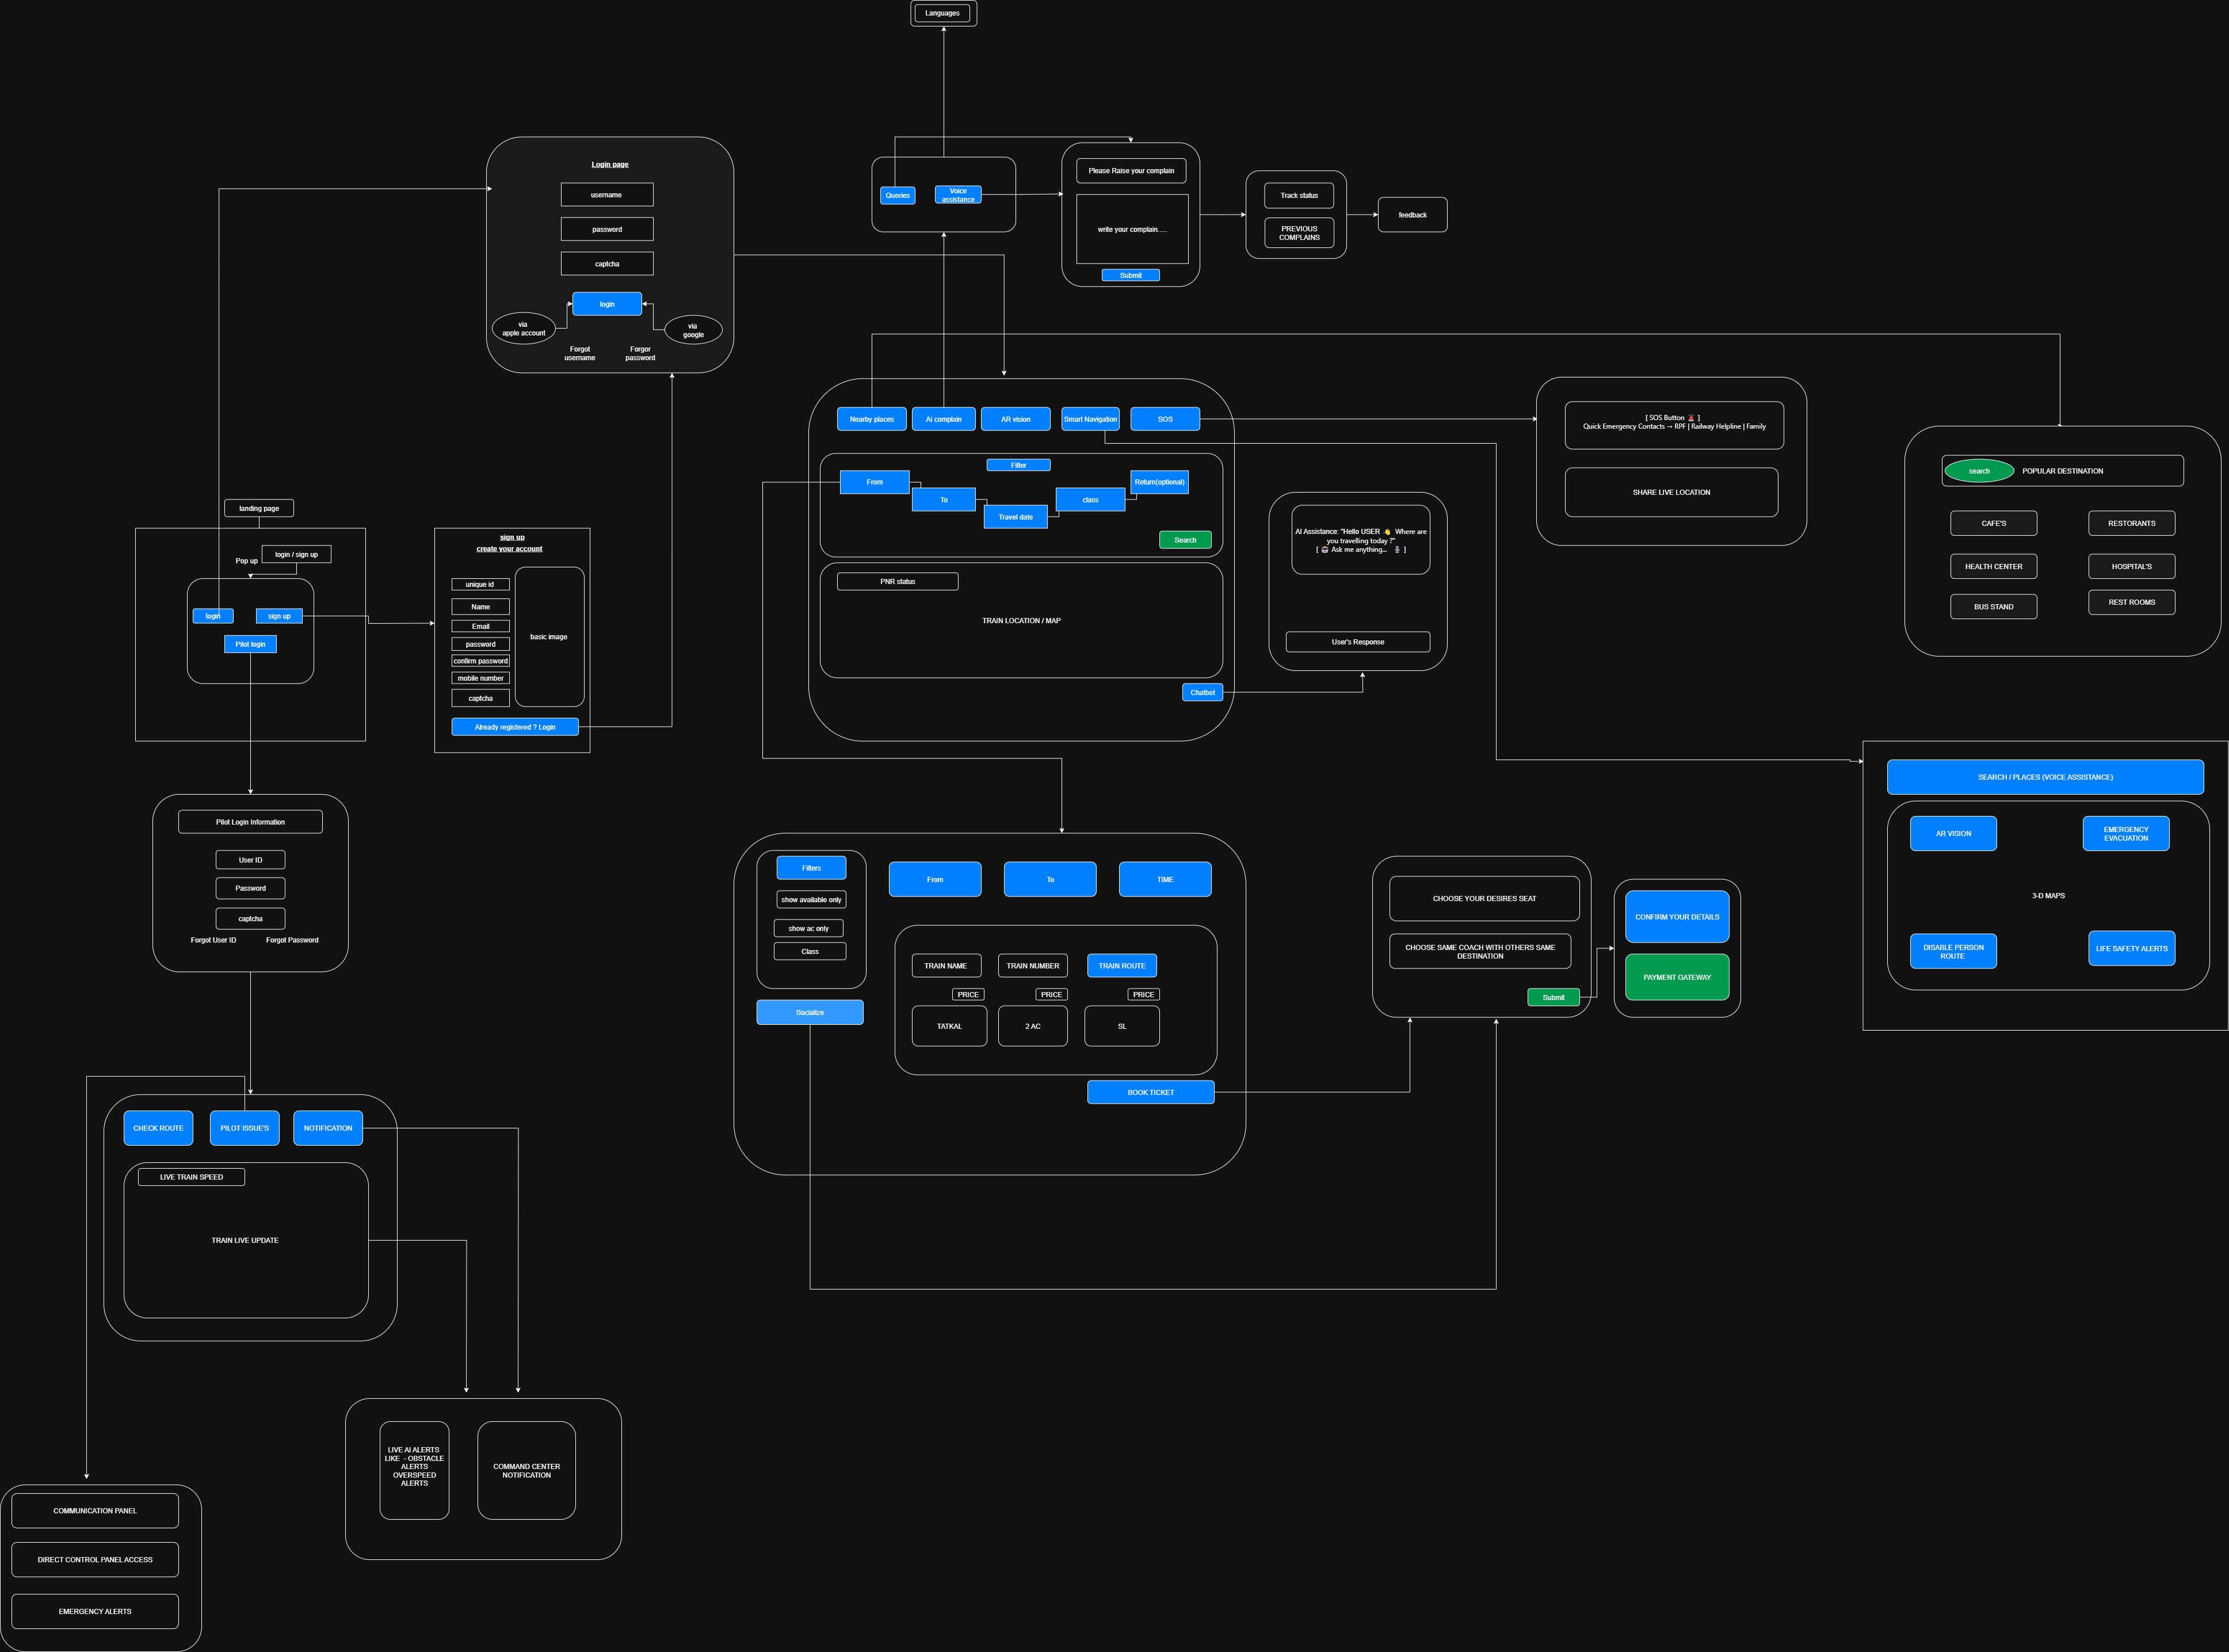 Languages
Queries
Voice
assistance
Please Raise your complain
write your complain.....
Submit
Track status
PREVIOUS
COMPLAINS
feedback
Login page
username
password
captcha
login
via
apple account
via
google
Forgot
username
Forgor
password
landing page
Pop up
login / sign up
login
sign up
Pilot login
sign up
create your account
unique id
Name
Email
password
confirm password
mobile number
captcha
basic image
Already registered ? Login
Nearby places
Ai complain
AR vision
Smart Navigation
SOS
Filter
From
To
Travel date
class
Return(optional)
Search
PNR status
TRAIN LOCATION / MAP
Chatbot
AI Assistance: "Hello USER 👋 Where are
you travelling today ?"
[ 🤖 Ask me anything... 🎙 ]
User's Response
[ SOS Button 🚨 ]
Quick Emergency Contacts → RPF | Railway Helpline | Family
SHARE LIVE LOCATION
search
POPULAR DESTINATION
CAFE'S
RESTORANTS
HEALTH CENTER
HOSPITAL'S
BUS STAND
REST ROOMS
SEARCH / PLACES (VOICE ASSISTANCE)
AR VISION
EMERGENCY
EVACUATION
3-D MAPS
DISABLE PERSON
ROUTE
LIFE SAFETY ALERTS
Pilot Login Information
User ID
Password
captcha
Forgot User ID
Forgot Password
Filters
show available only
show ac only
Class
Socialize
From
To
TIME
TRAIN NAME
TRAIN NUMBER
TRAIN ROUTE
PRICE
PRICE
PRICE
TATKAL
2 AC
SL
BOOK TICKET
CHOOSE YOUR DESIRES SEAT
CHOOSE SAME COACH WITH OTHERS SAME
DESTINATION
Submit
CONFIRM YOUR DETAILS
PAYMENT GATEWAY
CHECK ROUTE
PILOT ISSUE'S
NOTIFICATION
LIVE TRAIN SPEED
TRAIN LIVE UPDATE
LIVE AI ALERTS
LIKE - OBSTACLE
ALERTS
OVERSPEED
ALERTS
COMMAND CENTER
NOTIFICATION
COMMUNICATION PANEL
DIRECT CONTROL PANEL ACCESS
EMERGENCY ALERTS